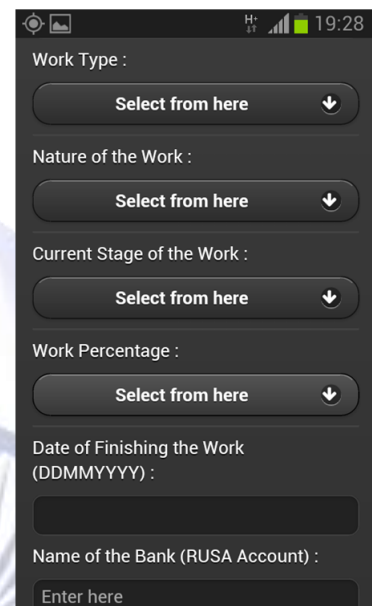 H+ 19:28
Work Type :
Select from here
Nature of the Work :
Select from here
Current Stage of the Work :
Select from here
Work Percentage :
Select from here
Date of Finishing the Work
(DDMMYYYY) :
Name of the Bank (RUSA Account) :
Enter here